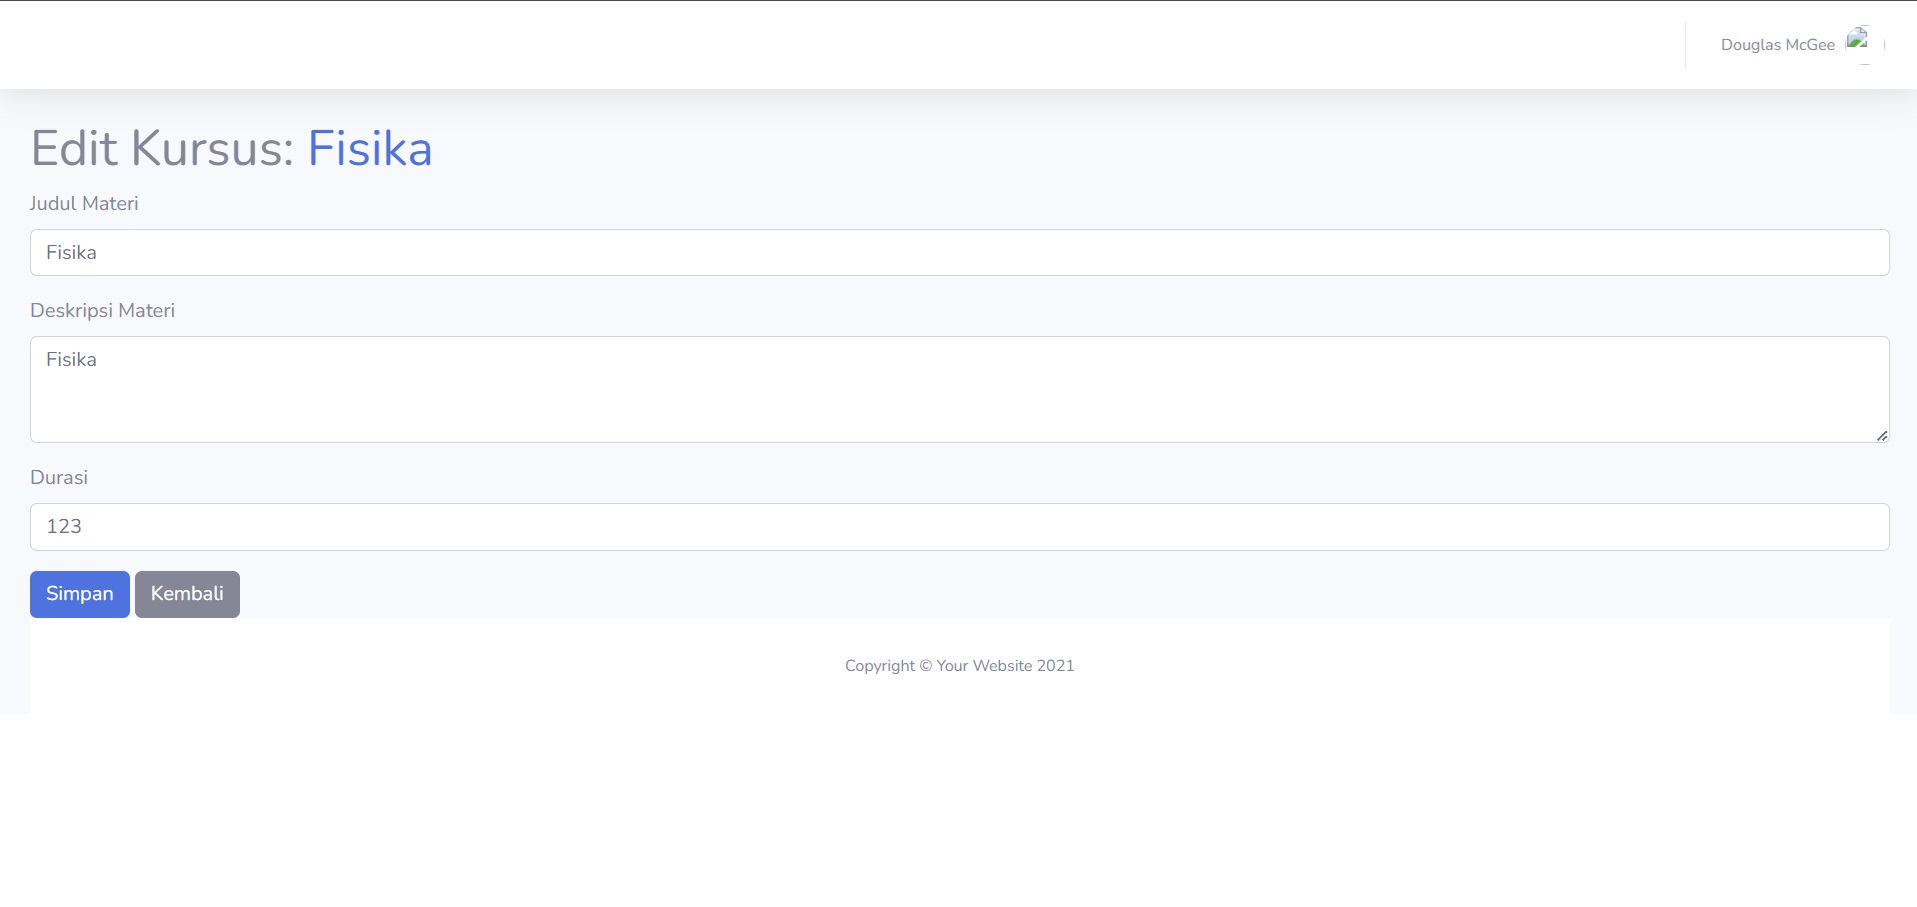 Douglas McGee
Edit Kursus: Fisika
Judul Materi
Fisika
Deskripsi Materi
Fisika
Durasi
123
Simpan Kembali
Copyright © Your Website 2021